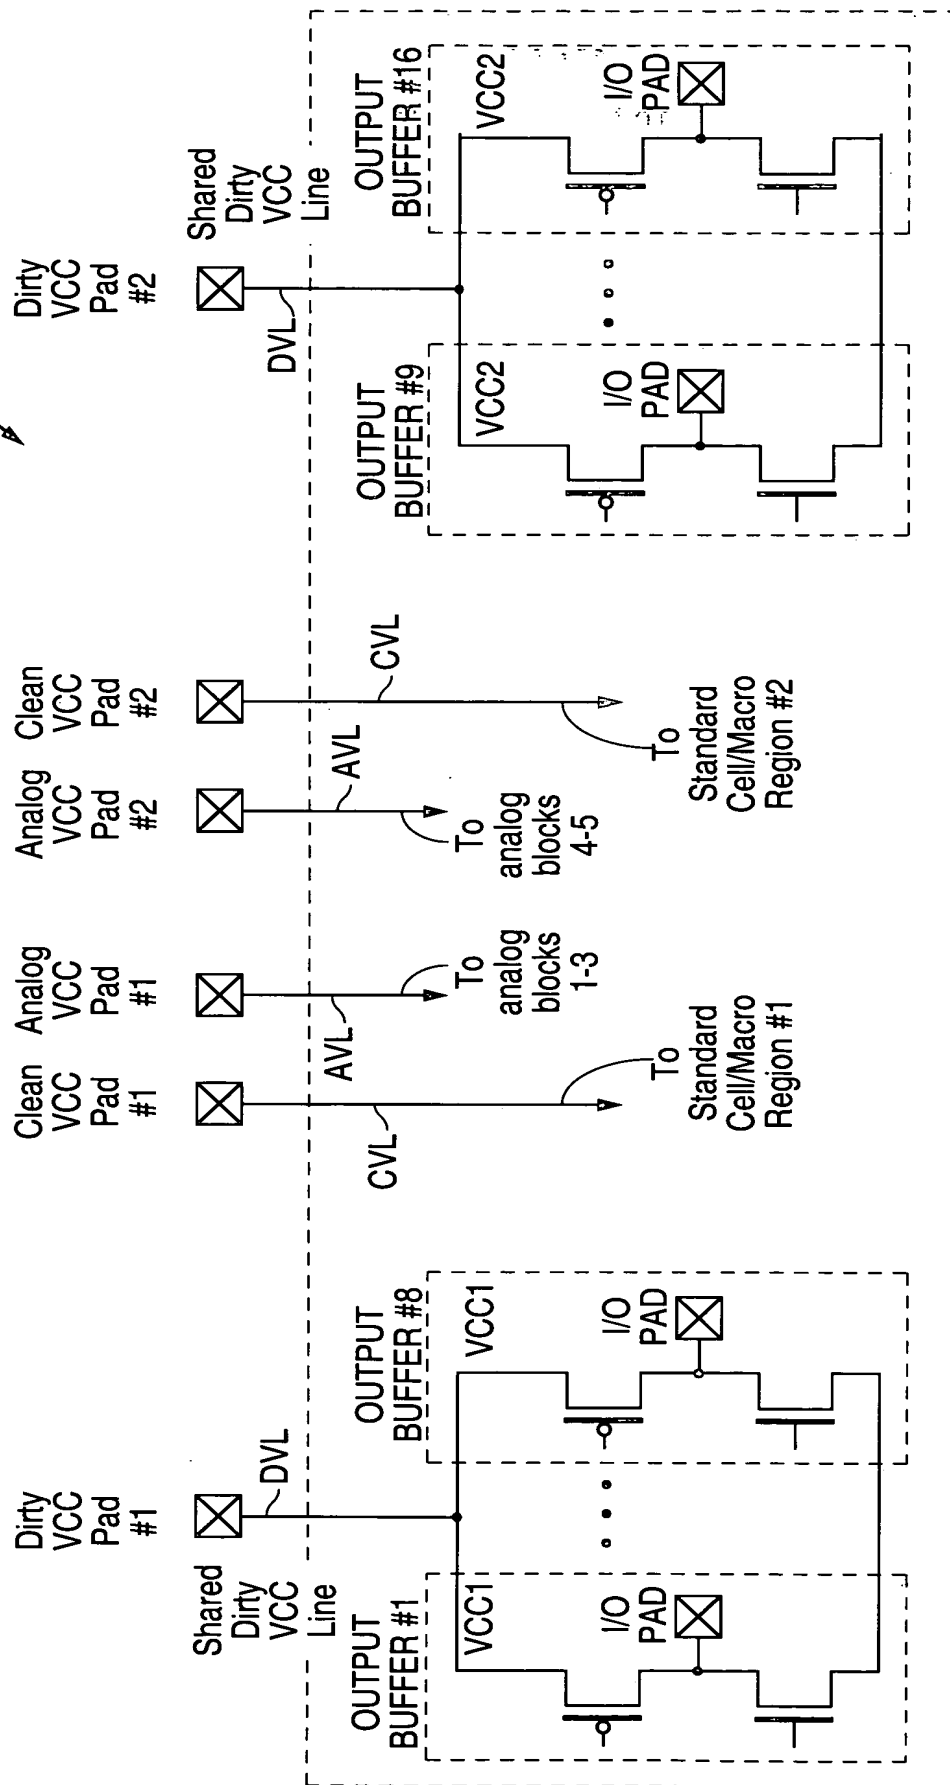 Dirty
VCC
Pad
#1
Clean
VCC
Pad
#1
Analog
VCC
Pad
#1
Analog
VCC
Pad
#2
Clean
VCC
Pad
#2
Dirty
VCC
Pad
#2
Shared
Dirty
VCC
Line
DVL
OUTPUT
BUFFER #1
VCC1
I/O
PAD
OUTPUT
BUFFER #8
VCC1
I/O
PAD
CVL
To
Standard
Cell/Macro
Region #1
AVL
To
analog
blocks
1-3
AVL
To
analog
blocks
4-5
CVL
To
Standard
Cell/Macro
Region #2
DVL
Shared
Dirty
VCC
Line
OUTPUT
BUFFER #9
VCC2
I/O
PAD
OUTPUT
BUFFER #16
VCC2
I/O
PAD